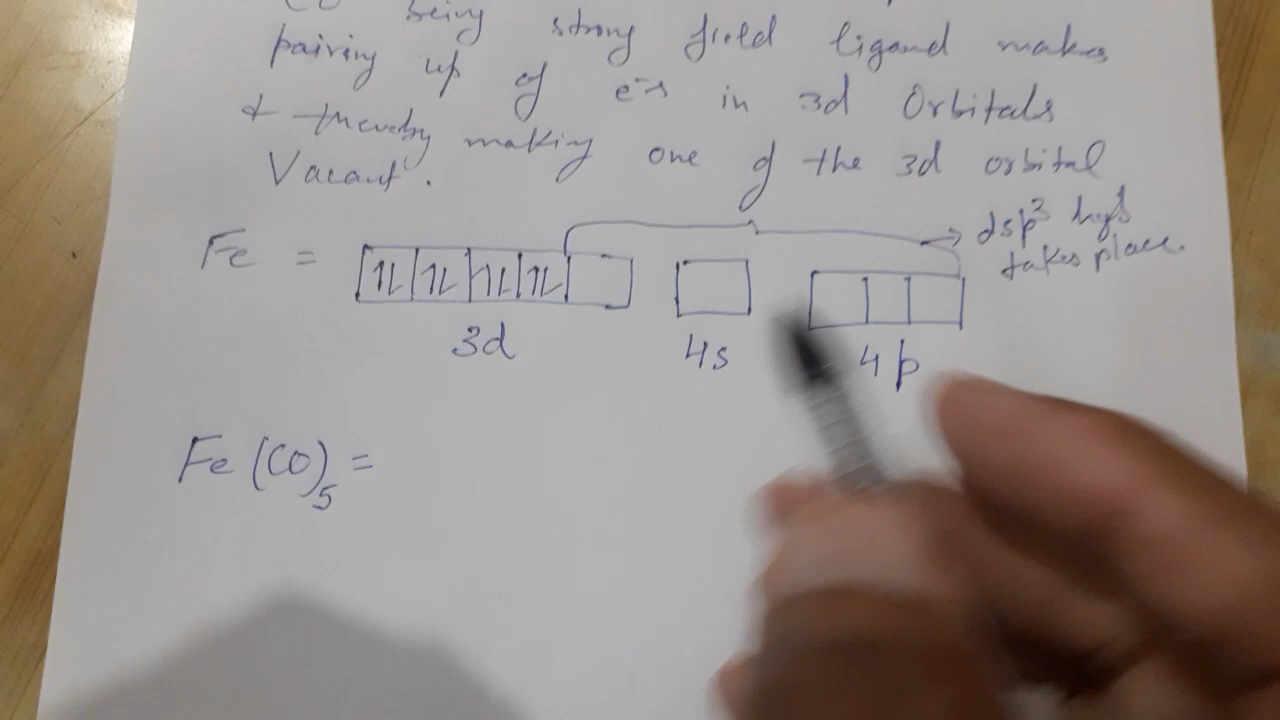 CO being strong field ligand makes
pairing up of e⁻s in 3d Orbitals
& thereby making one of the 3d orbital
Vacant.
dsp³ hyb
takes place.
Fe = 1L 1L 1L 1L
3d 4s 4p
Fe(CO)₅ =